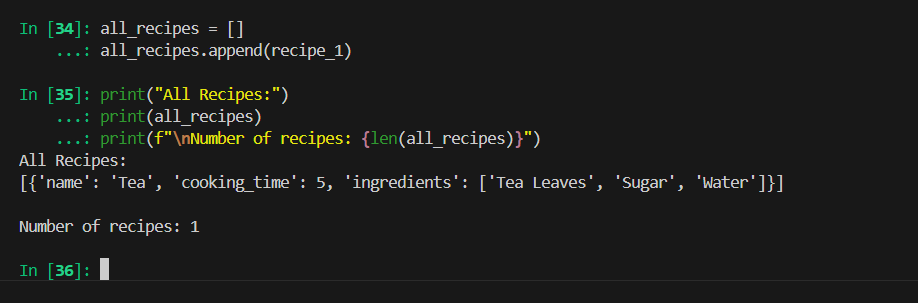 In [34]: all_recipes = []
    ...: all_recipes.append(recipe_1)

In [35]: print("All Recipes:")
    ...: print(all_recipes)
    ...: print(f"\nNumber of recipes: {len(all_recipes)}")
All Recipes:
[{'name': 'Tea', 'cooking_time': 5, 'ingredients': ['Tea Leaves', 'Sugar', 'Water']}]

Number of recipes: 1

In [36]: